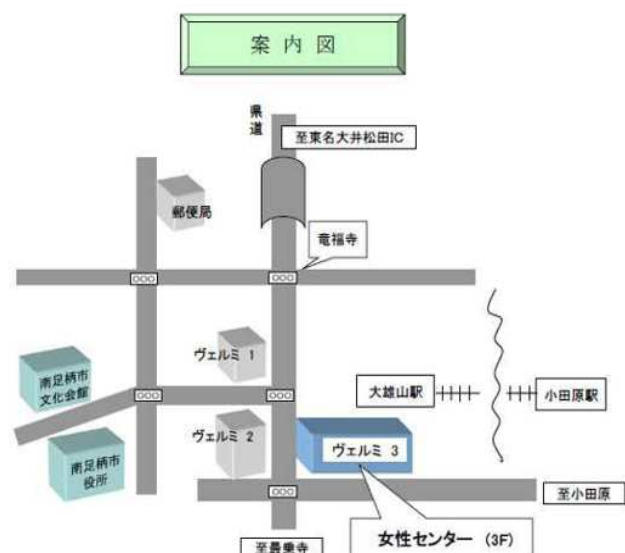 案 内 図
県道
至東名大井松田IC
郵便局
竜福寺
ヴェルミ 1
南足柄市
文化会館
大雄山駅
小田原駅
ヴェルミ 2
ヴェルミ 3
南足柄市
役所
至小田原
女性センター (3F)
至最乗寺